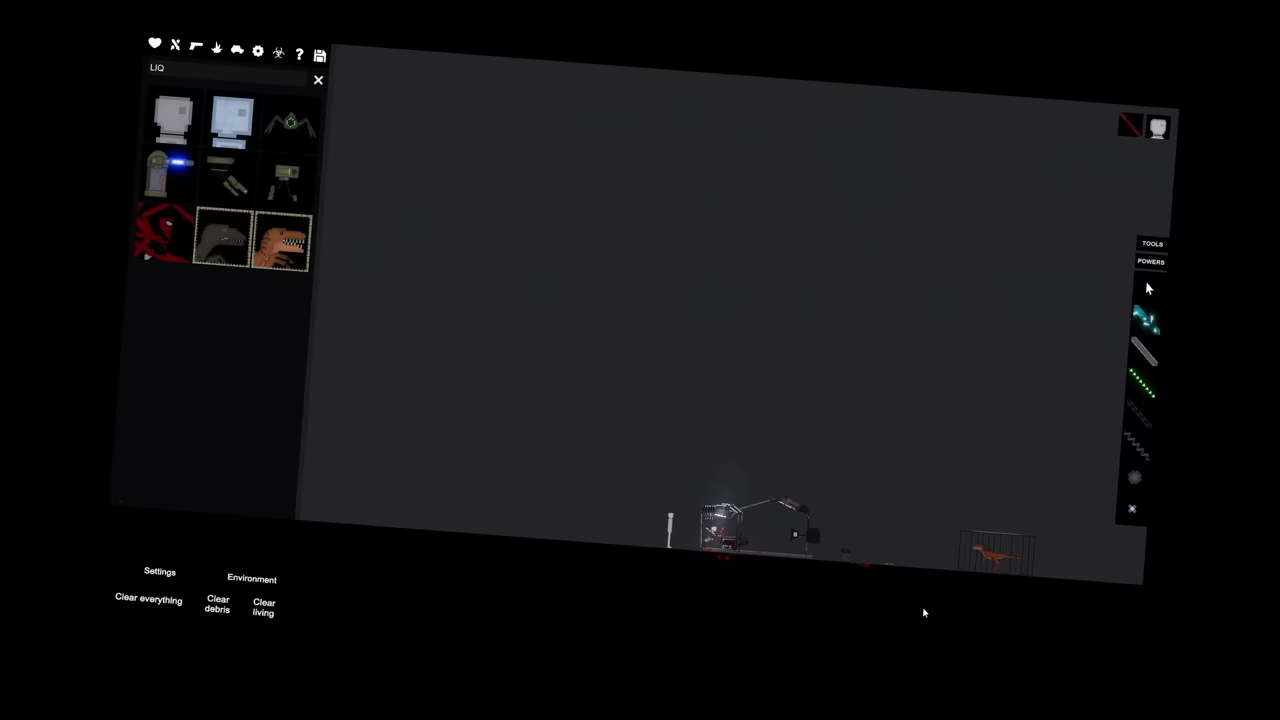 LIQ
TOOLS
POWERS
Settings
Environment
Clear everything
Clear
debris
Clear
living